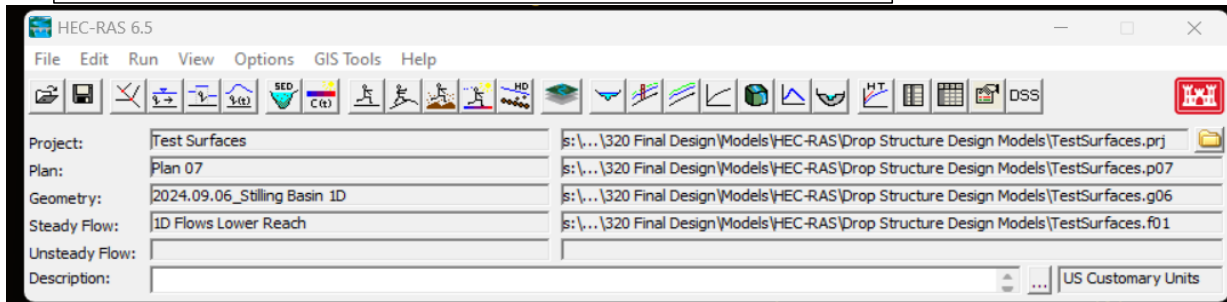 HEC-RAS 6.5
File Edit Run View Options GIS Tools Help
SED C(t) HD HT DSS
Project: Test Surfaces s:\...\320 Final Design\Models\HEC-RAS\Drop Structure Design Models\TestSurfaces.prj
Plan: Plan 07 s:\...\320 Final Design\Models\HEC-RAS\Drop Structure Design Models\TestSurfaces.p07
Geometry: 2024.09.06_Stilling Basin 1D s:\...\320 Final Design\Models\HEC-RAS\Drop Structure Design Models\TestSurfaces.g06
Steady Flow: 1D Flows Lower Reach s:\...\320 Final Design\Models\HEC-RAS\Drop Structure Design Models\TestSurfaces.f01
Unsteady Flow:
Description: ... US Customary Units